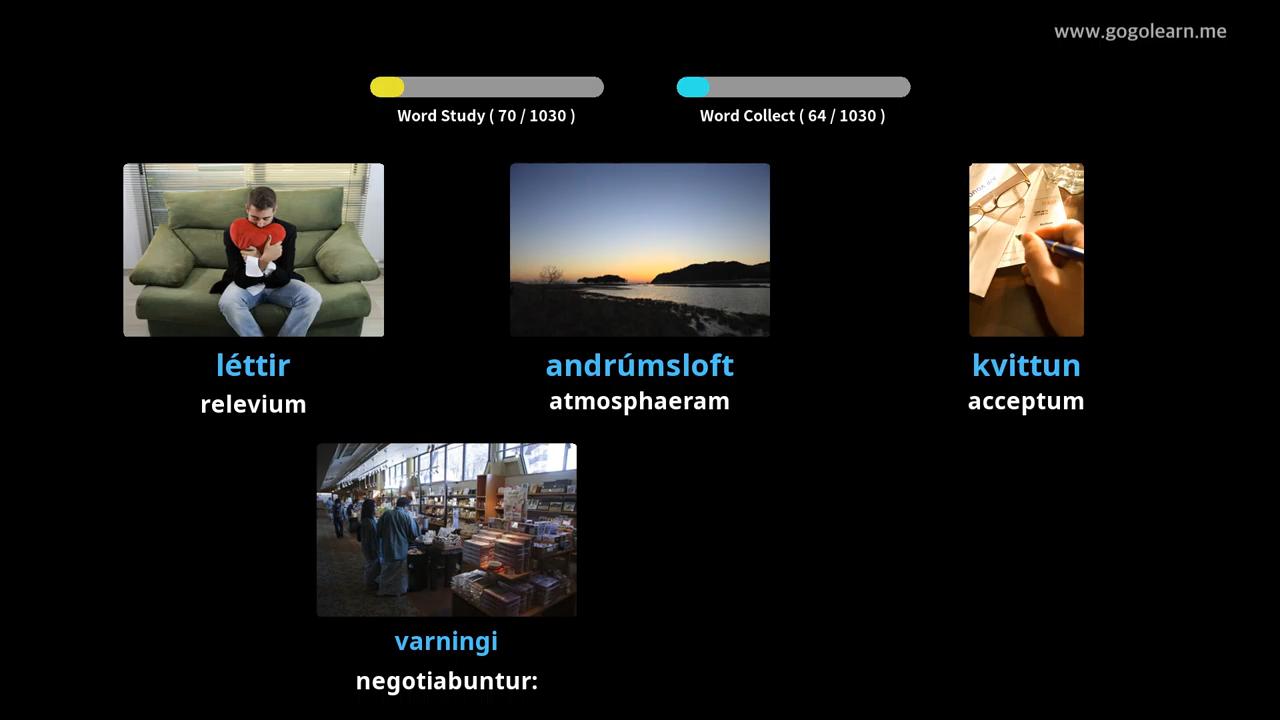 www.gogolearn.me
Word Study ( 70 / 1030 )
Word Collect ( 64 / 1030 )
léttir
andrúmsloft
kvittun
relevium
atmosphaeram
acceptum
varningi
negotiabuntur: